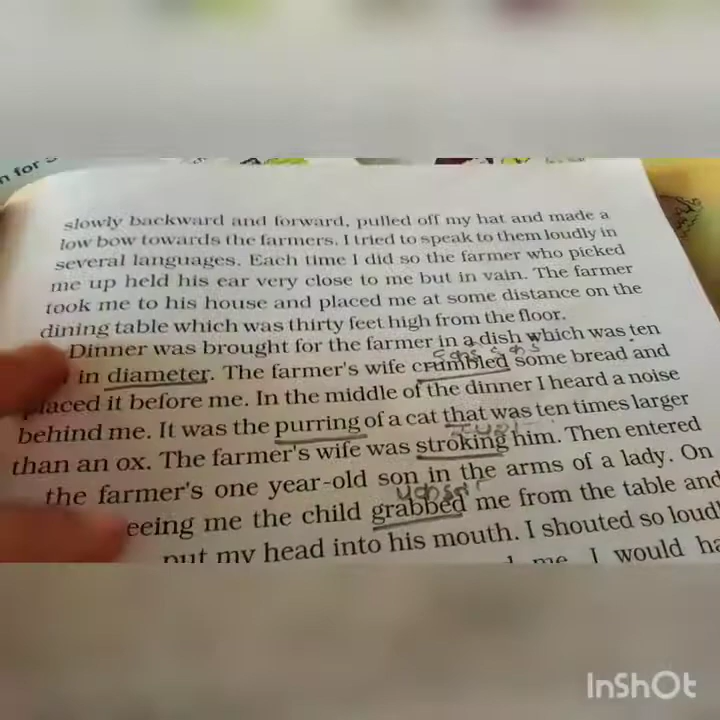 n for
slowly backward and forward, pulled off my hat and made a
low bow towards the farmers. I tried to speak to them loudly in
several languages. Each time I did so the farmer who picked
me up held his ear very close to me but in vain. The farmer
took me to his house and placed me at some distance on the
dining table which was thirty feet high from the floor.
Dinner was brought for the farmer in a dish which was ten
in diameter. The farmer's wife crumbled some bread and
placed it before me. In the middle of the dinner I heard a noise
behind me. It was the purring of a cat that was ten times larger
than an ox. The farmer's wife was stroking him. Then entered
the farmer's one year-old son in the arms of a lady. On
eeing me the child grabbed me from the table and
put my head into his mouth. I shouted so loudl
me I would ha
InShOt